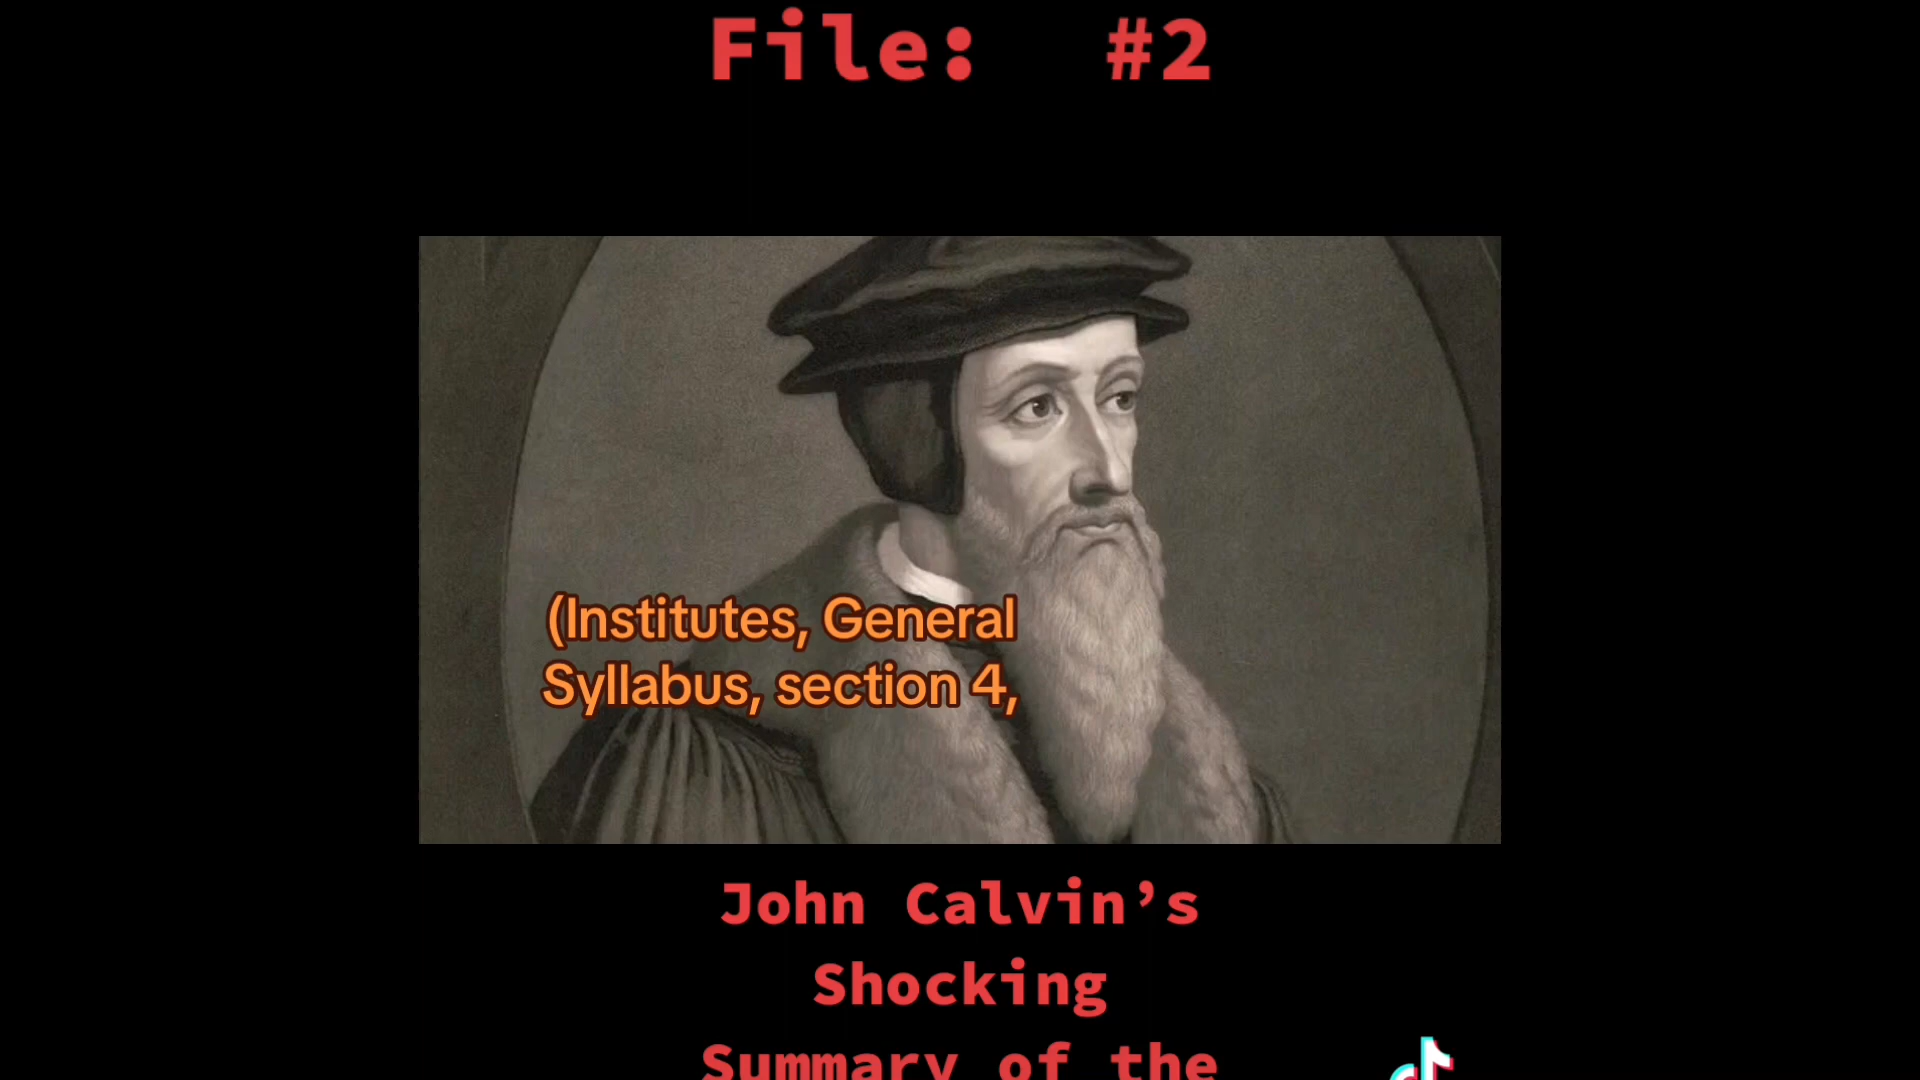 File: #2
(Institutes, General
Syllabus, section 4,
John Calvin’s
Shocking
Summary of the